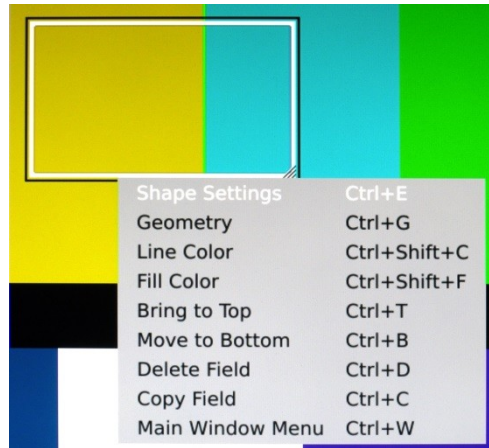 Shape Settings Ctrl+E
Geometry Ctrl+G
Line Color Ctrl+Shift+C
Fill Color Ctrl+Shift+F
Bring to Top Ctrl+T
Move to Bottom Ctrl+B
Delete Field Ctrl+D
Copy Field Ctrl+C
Main Window Menu Ctrl+W